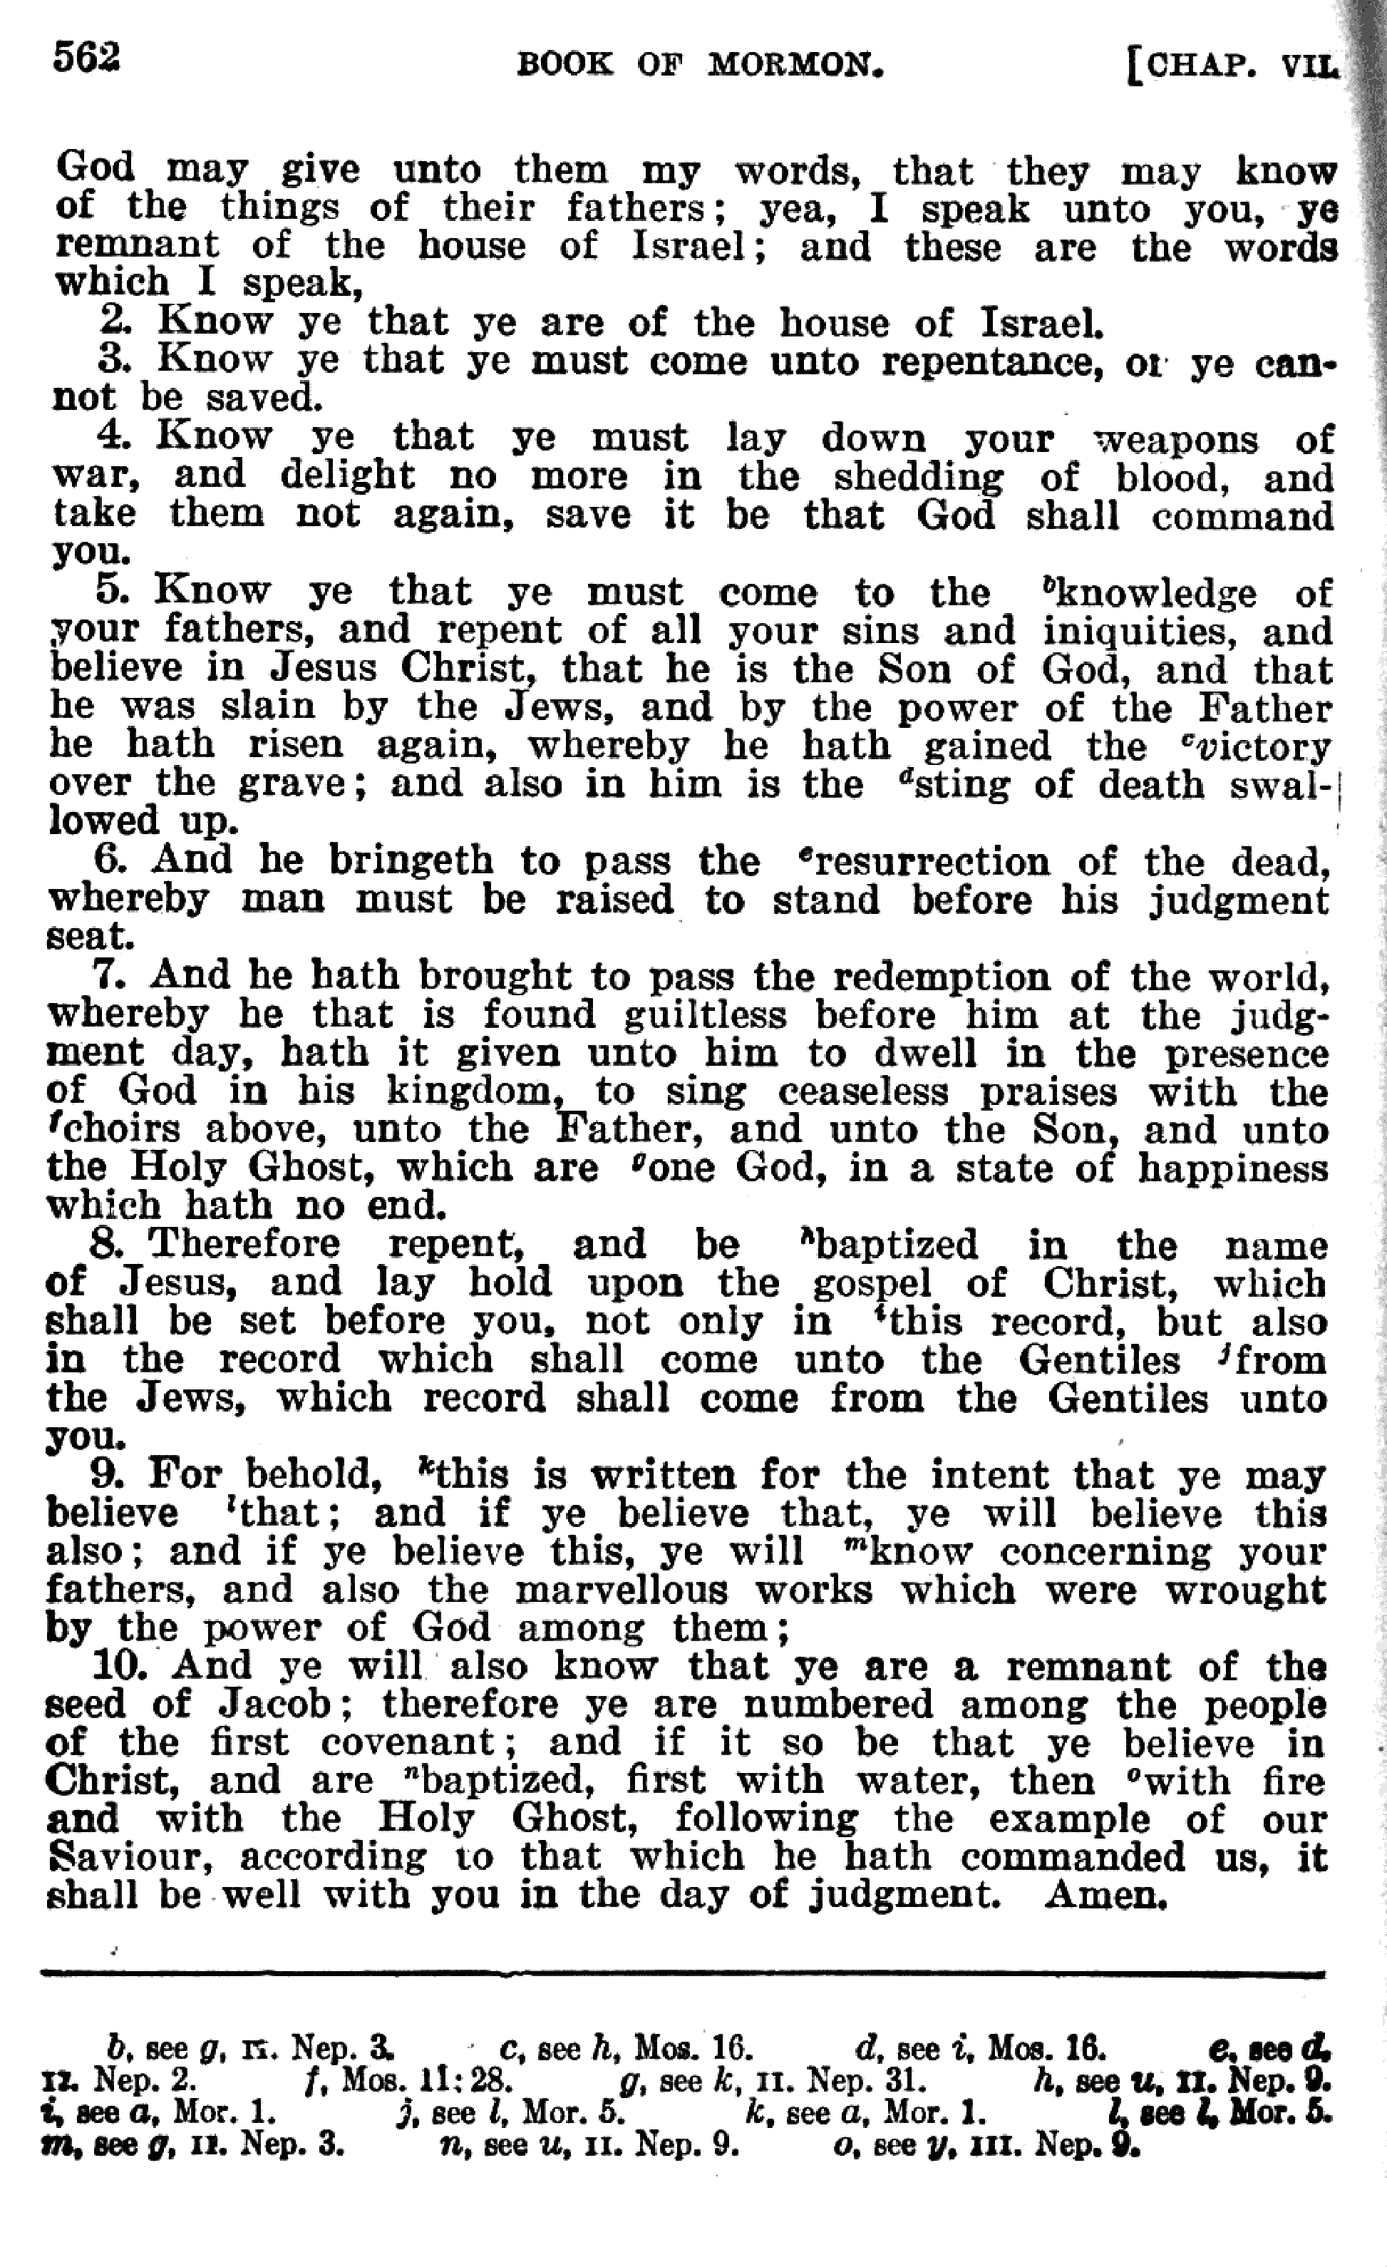 562 BOOK OF MORMON. [CHAP. VII.
God may give unto them my words, that they may know
of the things of their fathers; yea, I speak unto you, ye
remnant of the house of Israel; and these are the words
which I speak,
2. Know ye that ye are of the house of Israel.
3. Know ye that ye must come unto repentance, or ye can-
not be saved.
4. Know ye that ye must lay down your weapons of
war, and delight no more in the shedding of blood, and
take them not again, save it be that God shall command
you.
5. Know ye that ye must come to the ᵇknowledge of
your fathers, and repent of all your sins and iniquities, and
believe in Jesus Christ, that he is the Son of God, and that
he was slain by the Jews, and by the power of the Father
he hath risen again, whereby he hath gained the ᶜvictory
over the grave; and also in him is the ᵈsting of death swal-
lowed up.
6. And he bringeth to pass the ᵉresurrection of the dead,
whereby man must be raised to stand before his judgment
seat.
7. And he hath brought to pass the redemption of the world,
whereby he that is found guiltless before him at the judg-
ment day, hath it given unto him to dwell in the presence
of God in his kingdom, to sing ceaseless praises with the
ᶠchoirs above, unto the Father, and unto the Son, and unto
the Holy Ghost, which are ᵍone God, in a state of happiness
which hath no end.
8. Therefore repent, and be ʰbaptized in the name
of Jesus, and lay hold upon the gospel of Christ, which
shall be set before you, not only in ⁱthis record, but also
in the record which shall come unto the Gentiles ʲfrom
the Jews, which record shall come from the Gentiles unto
you.
9. For behold, ᵏthis is written for the intent that ye may
believe ˡthat; and if ye believe that, ye will believe this
also; and if ye believe this, ye will ᵐknow concerning your
fathers, and also the marvellous works which were wrought
by the power of God among them;
10. And ye will also know that ye are a remnant of the
seed of Jacob; therefore ye are numbered among the people
of the first covenant; and if it so be that ye believe in
Christ, and are ⁿbaptized, first with water, then ᵒwith fire
and with the Holy Ghost, following the example of our
Saviour, according to that which he hath commanded us, it
shall be well with you in the day of judgment. Amen.
b, see g, II. Nep. 3. c, see h, Mos. 16. d, see i, Mos. 16. e, see d,
II. Nep. 2. f, Mos. 11:28. g, see k, II. Nep. 31. h, see u, II. Nep. 9.
i, see a, Mor. 1. j, see l, Mor. 5. k, see a, Mor. 1. l, see l, Mor. 5.
m, see g, II. Nep. 3. n, see u, II. Nep. 9. o, see y, III. Nep. 9.